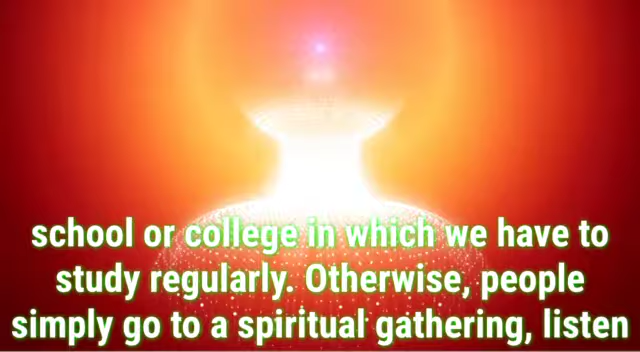 school or college in which we have to
study regularly. Otherwise, people
simply go to a spiritual gathering, listen